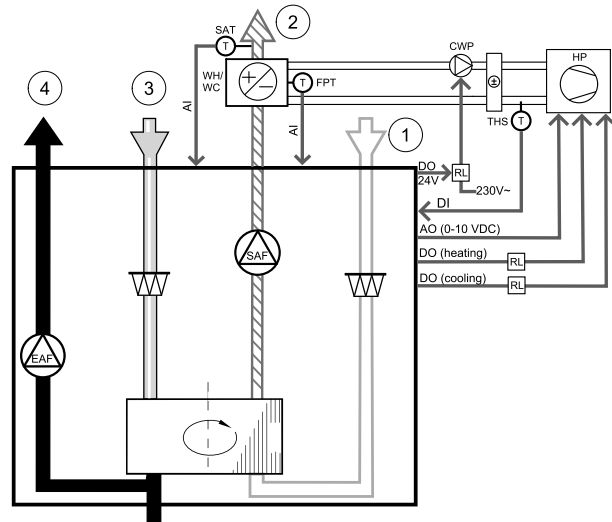 SAT
2
T
CWP
HP
4
3
WH/
WC
+
−
T
FPT
±
AI
AI
1
THS
T
DO
24V
RL
230V~
DI
AO (0-10 VDC)
SAF
DO (heating)
RL
DO (cooling)
RL
EAF